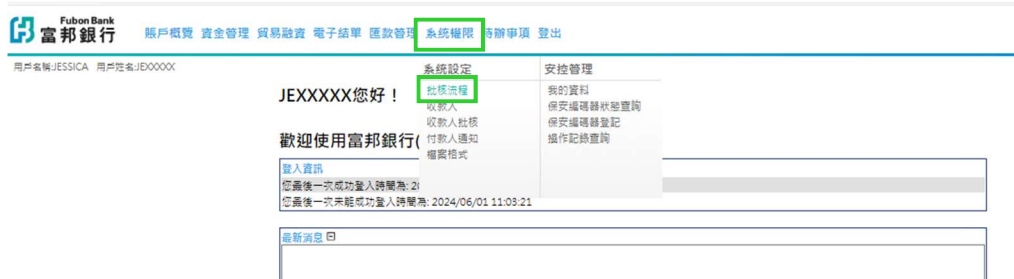 Fubon Bank
富邦銀行
賬戶概覽 資金管理 貿易融資 電子結單 匯款管理 系統權限 待辦事項 登出
用戶名稱:JESSICA 用戶姓名:JEXXXXX
系統設定 安控管理
批核流程 我的資料
收款人 保安編碼器狀態查詢
收款人批核 保安編碼器登記
付款人通知 操作記錄查詢
檔案格式
JEXXXXX您好！
歡迎使用富邦銀行(
登入資訊
您最後一次成功登入時間為: 20
您最後一次未能成功登入時間為: 2024/06/01 11:03:21
最新消息